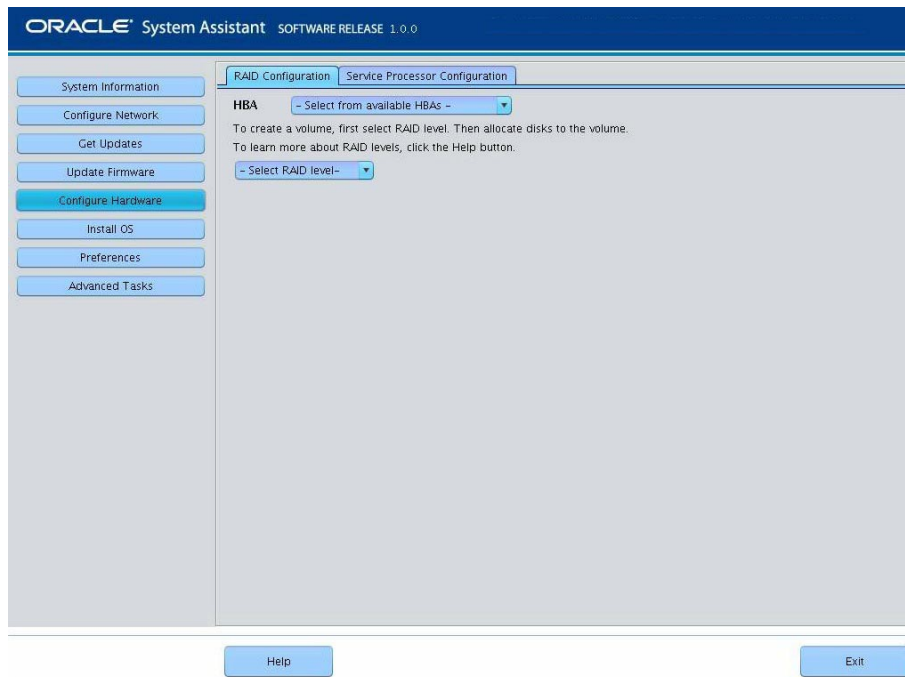 ORACLE System Assistant SOFTWARE RELEASE 1.0.0
System Information
Configure Network
Get Updates
Update Firmware
Configure Hardware
Install OS
Preferences
Advanced Tasks
RAID Configuration Service Processor Configuration
HBA - Select from available HBAs -
To create a volume, first select RAID level. Then allocate disks to the volume.
To learn more about RAID levels, click the Help button.
- Select RAID level-
Help Exit